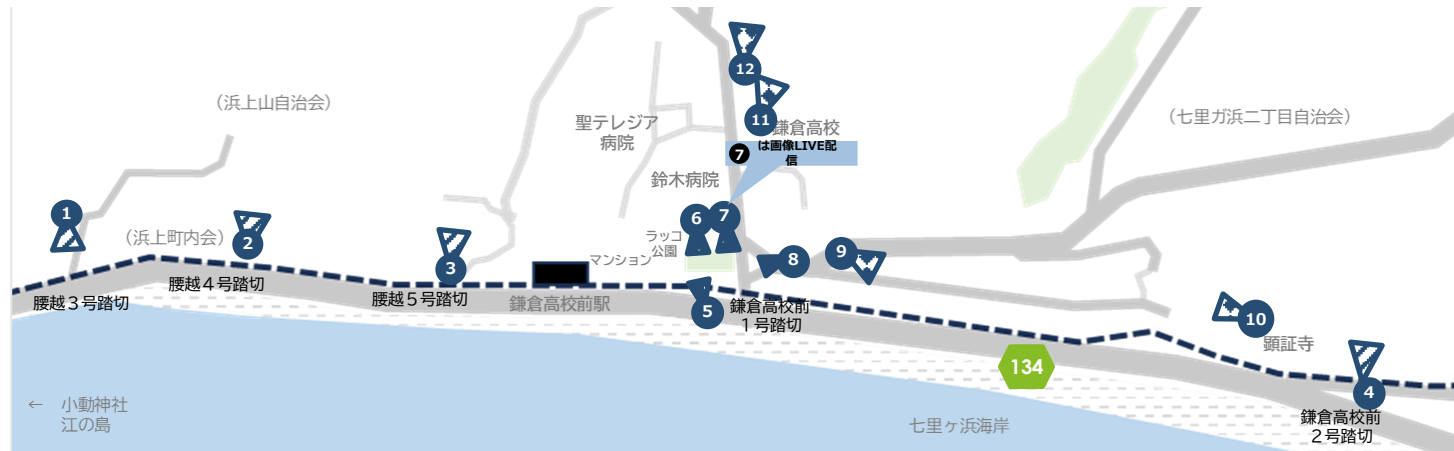 12
（浜上山自治会）
聖テレジア
病院
11
鎌倉高校
（七里ガ浜二丁目自治会）
7
は画像LIVE配
信
鈴木病院
1
（浜上町内会）
2
6
7
ラッコ
公園
3
マンション
8
9
腰越３号踏切
腰越４号踏切
腰越５号踏切
鎌倉高校前駅
5
鎌倉高校前
１号踏切
10
顕証寺
134
4
← 小動神社
江の島
七里ヶ浜海岸
鎌倉高校前
２号踏切